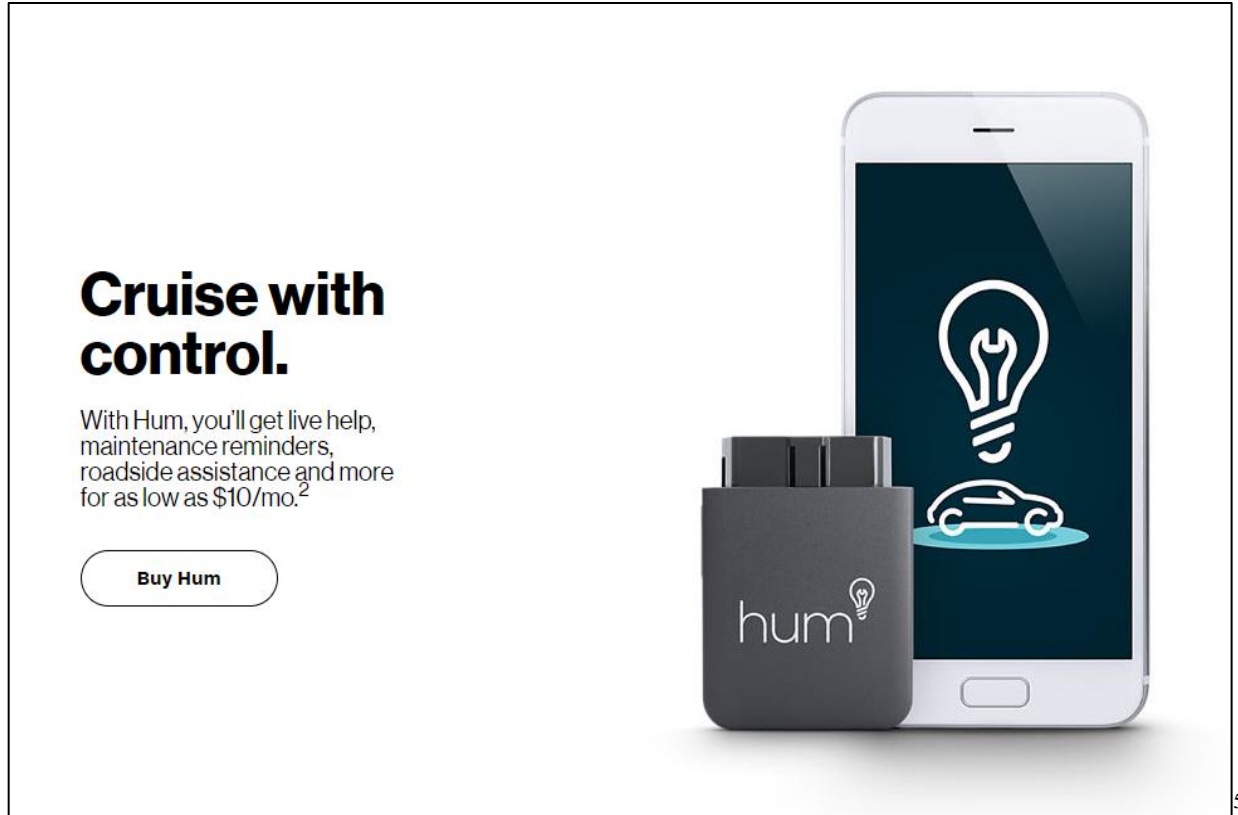 Cruise with
control.
With Hum, you'll get live help,
maintenance reminders,
roadside assistance and more
for as low as $10/mo.2
Buy Hum
hum